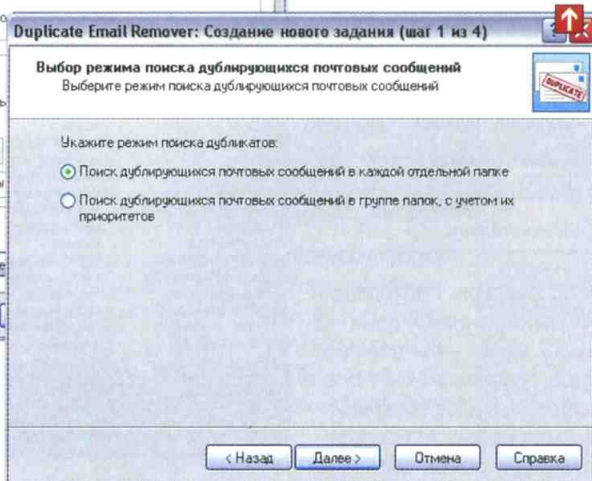 Duplicate Email Remover: Создание нового задания (шаг 1 из 4)
?
Выбор режима поиска дублирующихся почтовых сообщений
Выберите режим поиска дублирующихся почтовых сообщений
DUPLICATE
Укажите режим поиска дубликатов:
Поиск дублирующихся почтовых сообщений в каждой отдельной папке
Поиск дублирующихся почтовых сообщений в группе папок, с учетом их
приоритетов
< Назад Далее > Отмена Справка